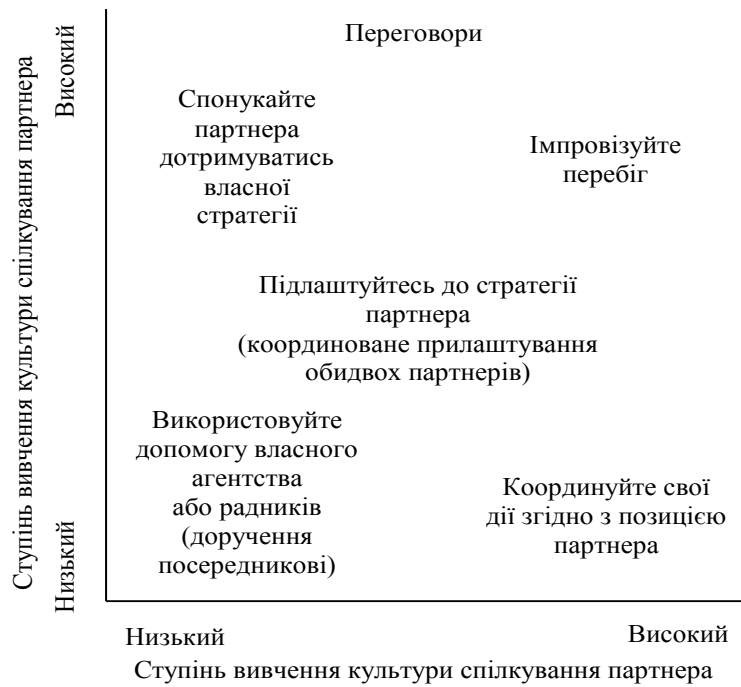 Ступінь вивчення культури спілкування партнера
Високий
Низький
Переговори
Спонукайте
партнера
дотримуватись
власної
стратегії
Імпровізуйте
перебіг
Підлаштуйтесь до стратегії
партнера
(координоване прилаштування
обидвох партнерів)
Використовуйте
допомогу власного
агентства
або радників
(доручення
посередникові)
Координуйте свої
дії згідно з позицією
партнера
Низький
Високий
Ступінь вивчення культури спілкування партнера